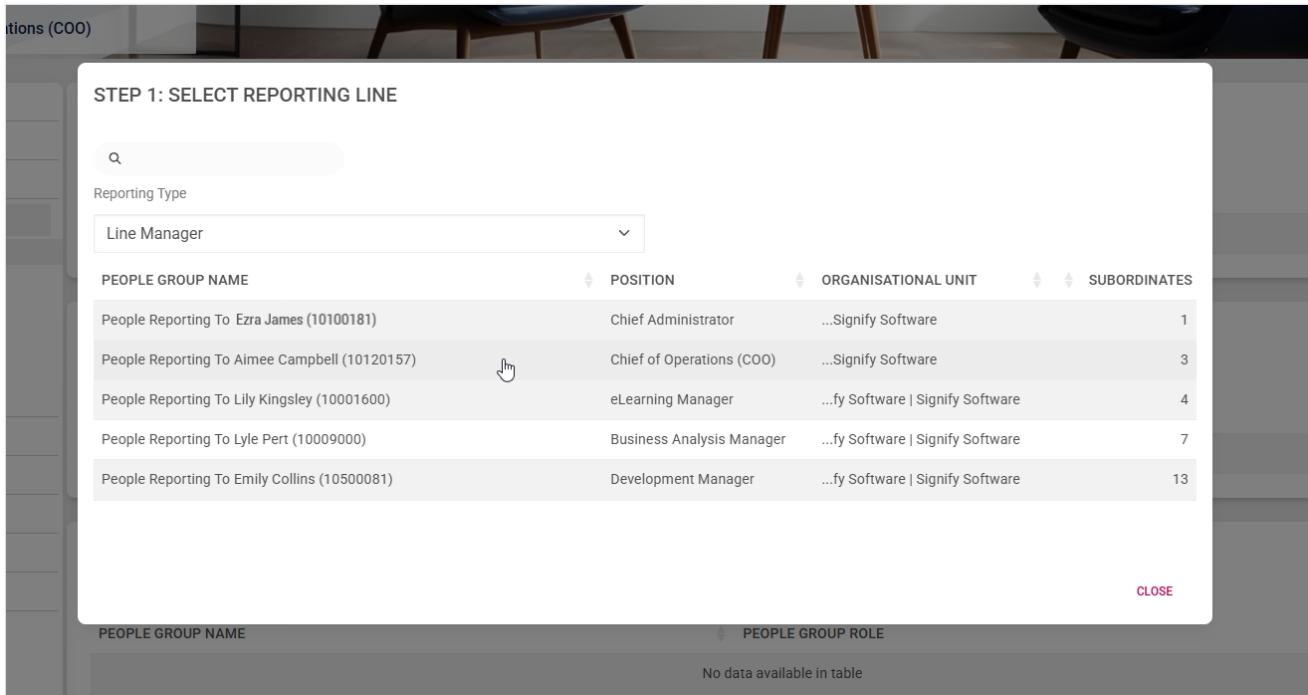 tions (COO)
STEP 1: SELECT REPORTING LINE
Reporting Type
Line Manager
PEOPLE GROUP NAME POSITION ORGANISATIONAL UNIT SUBORDINATES
People Reporting To Ezra James (10100181) Chief Administrator ...Signify Software 1
People Reporting To Aimee Campbell (10120157) Chief of Operations (COO) ...Signify Software 3
People Reporting To Lily Kingsley (10001600) eLearning Manager ...fy Software | Signify Software 4
People Reporting To Lyle Pert (10009000) Business Analysis Manager ...fy Software | Signify Software 7
People Reporting To Emily Collins (10500081) Development Manager ...fy Software | Signify Software 13
CLOSE
PEOPLE GROUP NAME PEOPLE GROUP ROLE
No data available in table